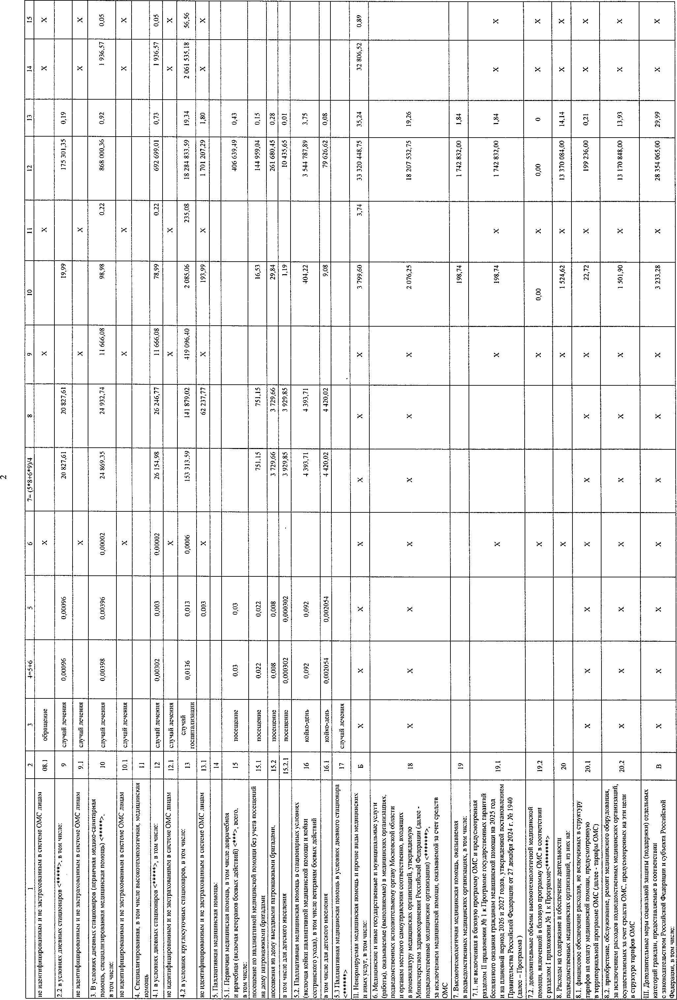 2
1 2 3 4=5+6 5 6 7= (5*8+6*9)/4 8 9 10 11 12 13 14 15
не идентифицированым и не застрахованным в системе ОМС лицам 08.1 обращение X X X X X
2.2 в условиях дневных стационаров <*****>, в том числе: 9 случай лечения 0,00096 0,00096 20 827,61 20 827,61 19,99 175 301,35 0,19
не идентифицированным и не застрахованным в системе ОМС лицам 9.1 случай лечения X X X X X
3. В условиях дневных стационаров (первичная медико-санитарная
помощь, специализированная медицинская помощь) <*****>,
в том числе: 10 случай лечения 0,00398 0,00396 0,00002 24 869,35 24 932,74 11 666,08 98,98 0,22 868 000,36 0,92 1 936,57 0,05
не идентифицированным и не застрахованным в системе ОМС лицам 10.1 случай лечения X X X X X
4. Специализированная, в том числе высокотехнологичная, медицинская
помощь 11
4.1 в условиях дневных стационаров <*****>, в том числе: 12 случай лечения 0,00302 0,003 0,00002 26 154,98 26 246,77 11 666,08 78,99 0,22 692 699,01 0,73 1 936,57 0,05
не идентифицированным и не застрахованным в системе ОМС лицам 12.1 случай лечения X X X X X
4.2 в условиях круглосуточных стационаров, в том числе: 13 случай
госпитализации 0,0136 0,013 0,0006 153 313,59 141 879,02 419 096,40 2 085,06 235,08 18 284 833,59 19,34 2 061 535,18 56,56
не идентифицированным и не застрахованным в системе ОМС лицам 13.1 0,003 X 62 237,77 X 193,99 X 1 701 207,29 1,80 X X
5. Паллиативная медицинская помощь: 14
5.1. Первичная медицинская помощь, в том числе доврачебная
и врачебная (включая ветеранов боевых действий) <***>, всего,
в том числе: 15 посещение 0,03 0,03 406 639,49 0,43
посещение по паллиативной медицинской помощи без учета посещений
на дому патронажными бригадами 15.1 посещение 0,022 0,022 751,15 751,15 16,53 144 959,04 0,15
посещения на дому выездными патронажными бригадами, 15.2 посещение 0,008 0,008 3 729,66 3 729,66 29,84 261 680,45 0,28
в том числе для детского населения 15.2.1 посещение 0,000302 0,000302 3 929,85 3 929,85 1,19 10 435,65 0,01
5.2. Паллиативная медицинская помощь в стационарных условиях
(включая койки паллиативной медицинской помощи и койки
сестринского ухода), в том числе ветеранам боевых действий 16 койко-день 0,092 0,092 4 393,71 4 393,71 404,22 3 544 787,89 3,75
в том числе для детского населения 16.1 койко-день 0,002054 0,002054 4 420,02 4 420,02 9,08 79 626,62 0,08
5.3 Паллиативная медицинская помощь в условиях дневного стационара
<******> 17 случай лечения
II. Ненормируемая медицинская помощь и прочие виды медицинских
и иных услуг, в том числе: Б X X X X X X X 3 799,60 3,74 33 320 448,75 35,24 32 806,52 0,89
6. Медицинские и иные государственные и муниципальные услуги
(работы), оказываемые (выполняемые) в медицинских организациях,
подведомственных исполнительному органу Московской области
и органам местного самоуправления соответственно, входящих
в номенклатуру медицинских организаций, утверждаемую
Министерством здравоохранения Российской Федерации (далее -
подведомственные медицинские организации) <*******>,
за исключением медицинской помощи, оказываемой за счет средств
ОМС 18 X X X X X X X 2 076,25 18 207 532,75 19,26
7. Высокотехнологичная медицинская помощь, оказываемая
в подведомственных медицинских организациях, в том числе: 19 198,74 1 742 832,00 1,84
7.1. не включенная в базовую программу ОМС и предусмотренная
разделом II приложения № 1 к Программе государственных гарантий
бесплатного оказания гражданам медицинской помощи на 2025 год
и на плановый период 2026 и 2027 годов, утвержденной постановлением
Правительства Российской Федерации от 27 декабря 2024 г. № 1940
(далее – Программа ) 19.1 X X 198,74 X 1 742 832,00 1,84 X X
7.2. дополнительные объемы высокотехнологичной медицинской
помощи, включенной в базовую программу ОМС в соответствии
с разделом I приложения № 1 к Программе<********> 19.2 X X 0,00 X 0,00 0 X X
8. Расходы на содержание и обеспечение деятельности
подведомственных медицинских организаций, из них на: 20 X X 1 524,62 X 13 370 084,00 14,14 X X
8.1. финансовое обеспечение расходов, не включенных в структуру
тарифов на оплату медицинской помощи, предусмотренную
в территориальной программе ОМС (далее - тарифы ОМС) 20.1 X X X X X X X 22,72 X 199 236,00 0,21 X X
8.2. приобретение, обслуживание, ремонт медицинского оборудования,
за исключением расходов подведомственных медицинских организаций,
осуществляемых за счет средств ОМС, предусмотренных на эти цели
в структуре тарифов ОМС 20.2 X X X X X X X 1 501,90 X 13 170 848,00 13,93 X X
III. Дополнительные меры социальной защиты (поддержки) отдельных
категорий граждан, предоставляемые в соответствии
с законодательством Российской Федерации и субъекта Российской
Федерации, в том числе: В X X X X X X X 3 233,28 X 28 354 065,00 29,99 X X